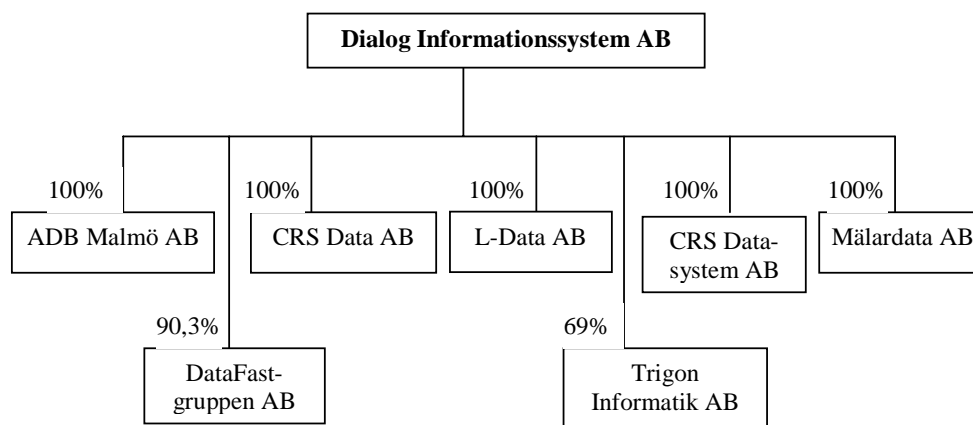 Dialog Informationssystem AB
100%
ADB Malmö AB
100%
CRS Data AB
100%
L-Data AB
100%
CRS Data-
system AB
100%
Mälardata AB
90,3%
DataFast-
gruppen AB
69%
Trigon
Informatik AB